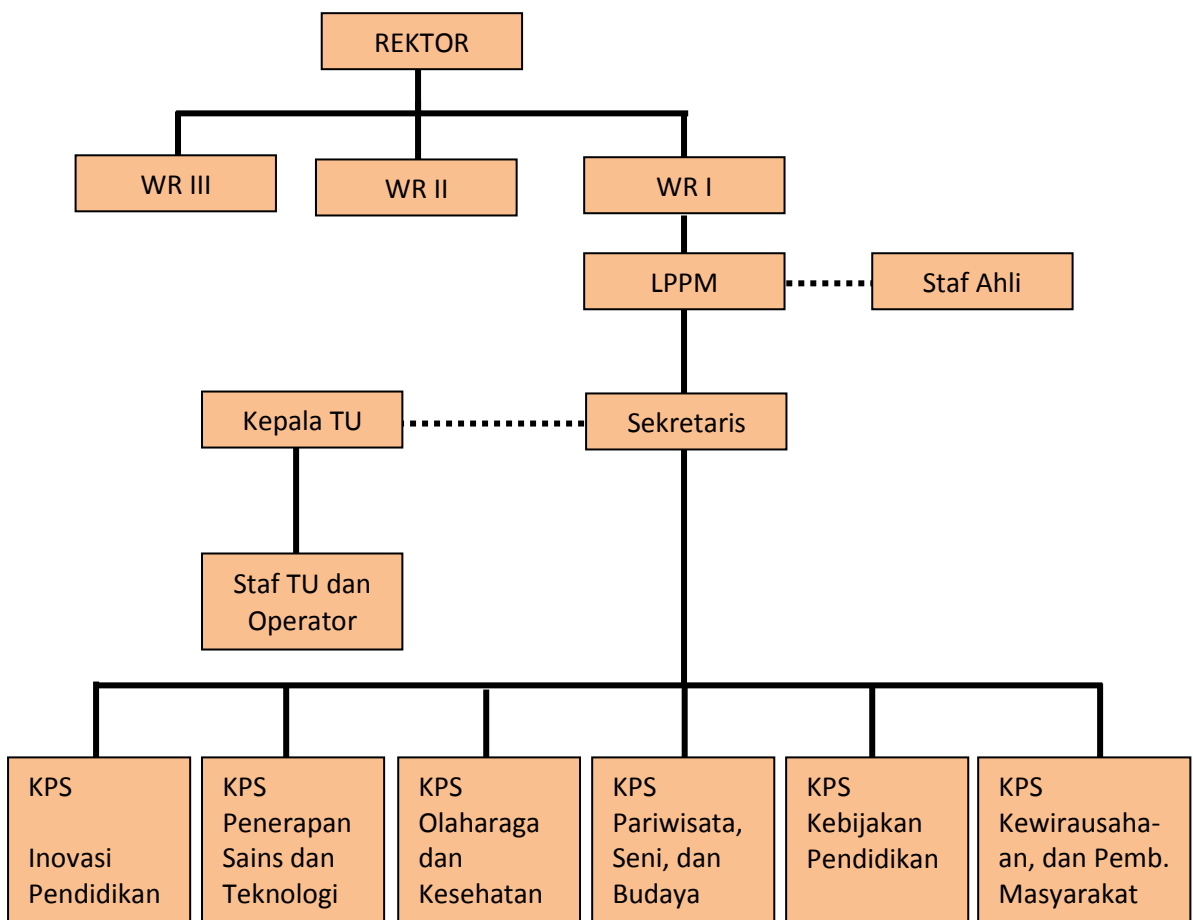 REKTOR
WR III
WR II
WR I
LPPM
Staf Ahli
Kepala TU
Sekretaris
Staf TU dan
Operator
KPS
Inovasi
Pendidikan
KPS
Penerapan
Sains dan
Teknologi
KPS
Olaharaga
dan
Kesehatan
KPS
Pariwisata,
Seni, dan
Budaya
KPS
Kebijakan
Pendidikan
KPS
Kewirausaha-
an, dan Pemb.
Masyarakat